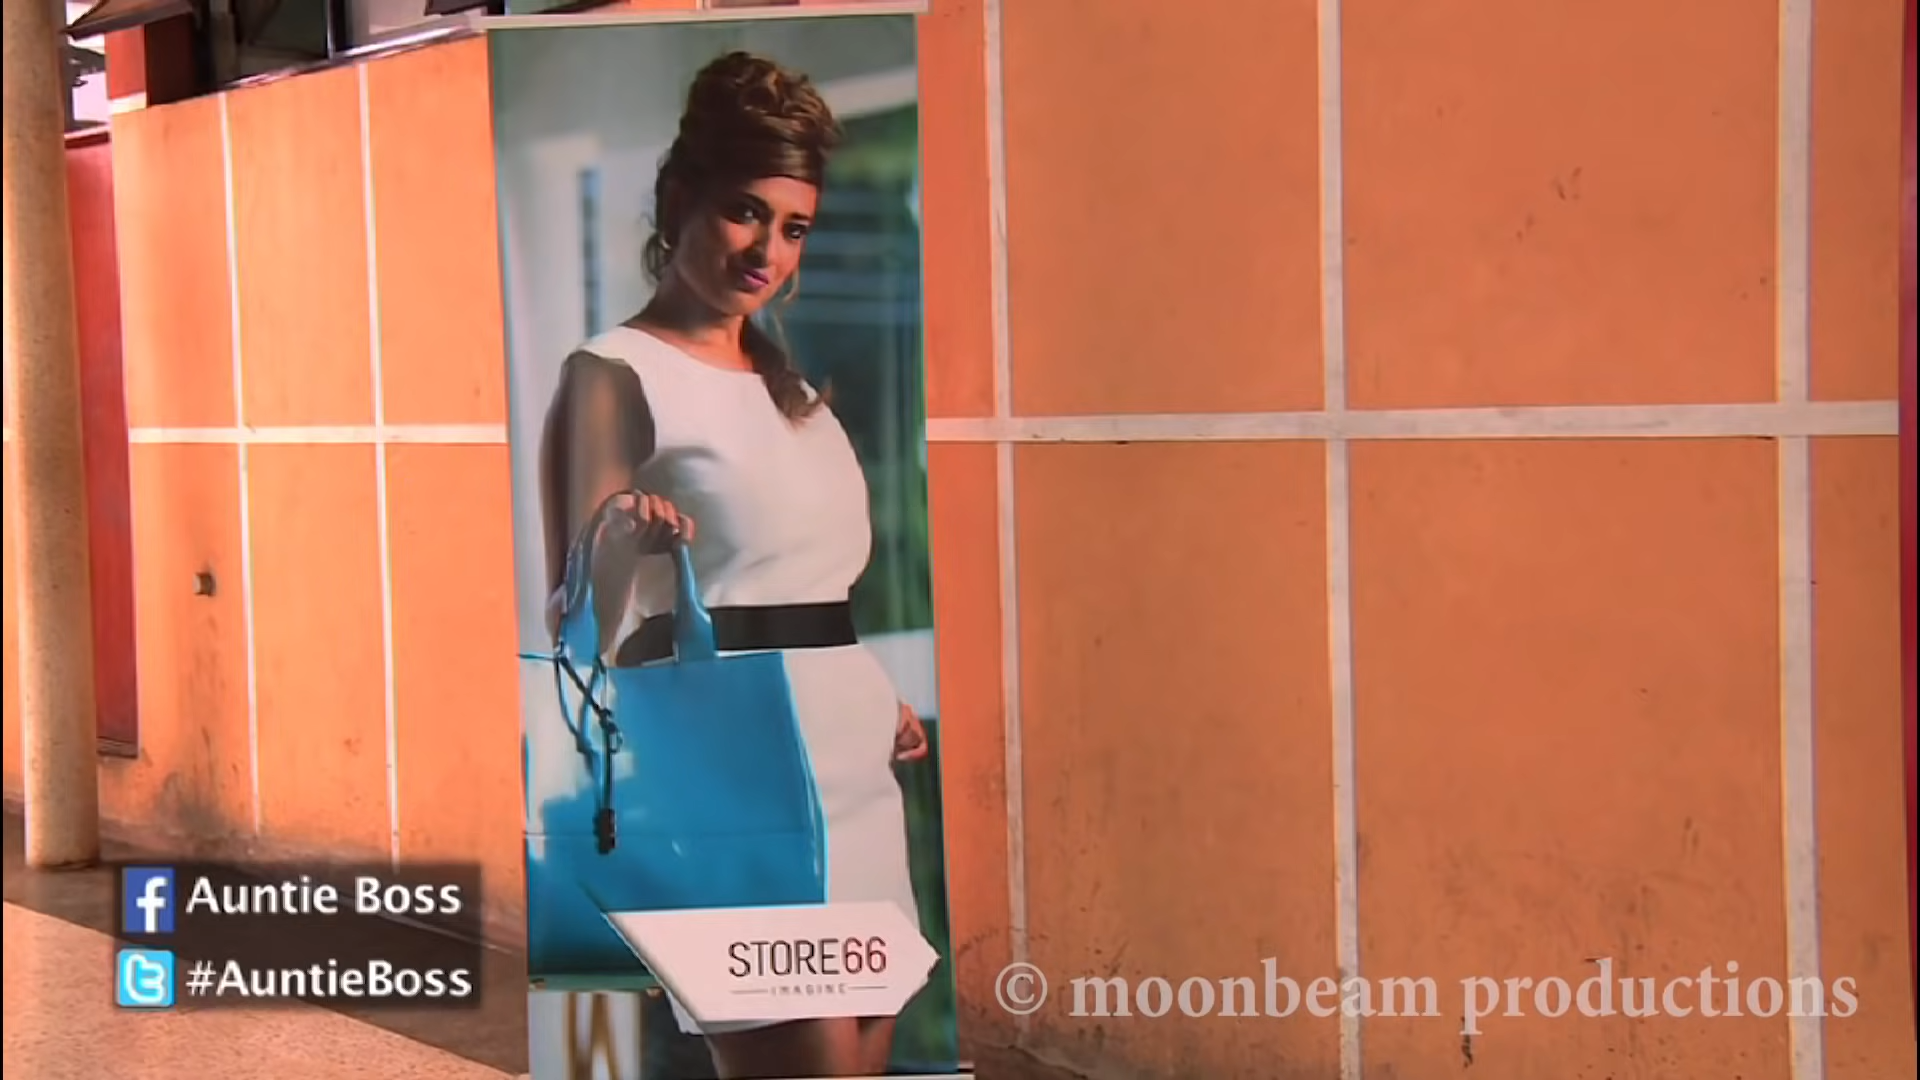 Auntie Boss
#AuntieBoss
STORE66
IMAGINE
© moonbeam productions